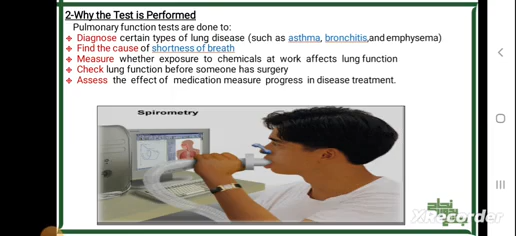 2-Why the Test is Performed
Pulmonary function tests are done to:
Diagnose certain types of lung disease (such as asthma, bronchitis,and emphysema)
Find the cause of shortness of breath
Measure whether exposure to chemicals at work affects lung function
Check lung function before someone has surgery
Assess the effect of medication measure progress in disease treatment.
Spirometry
XRecorder